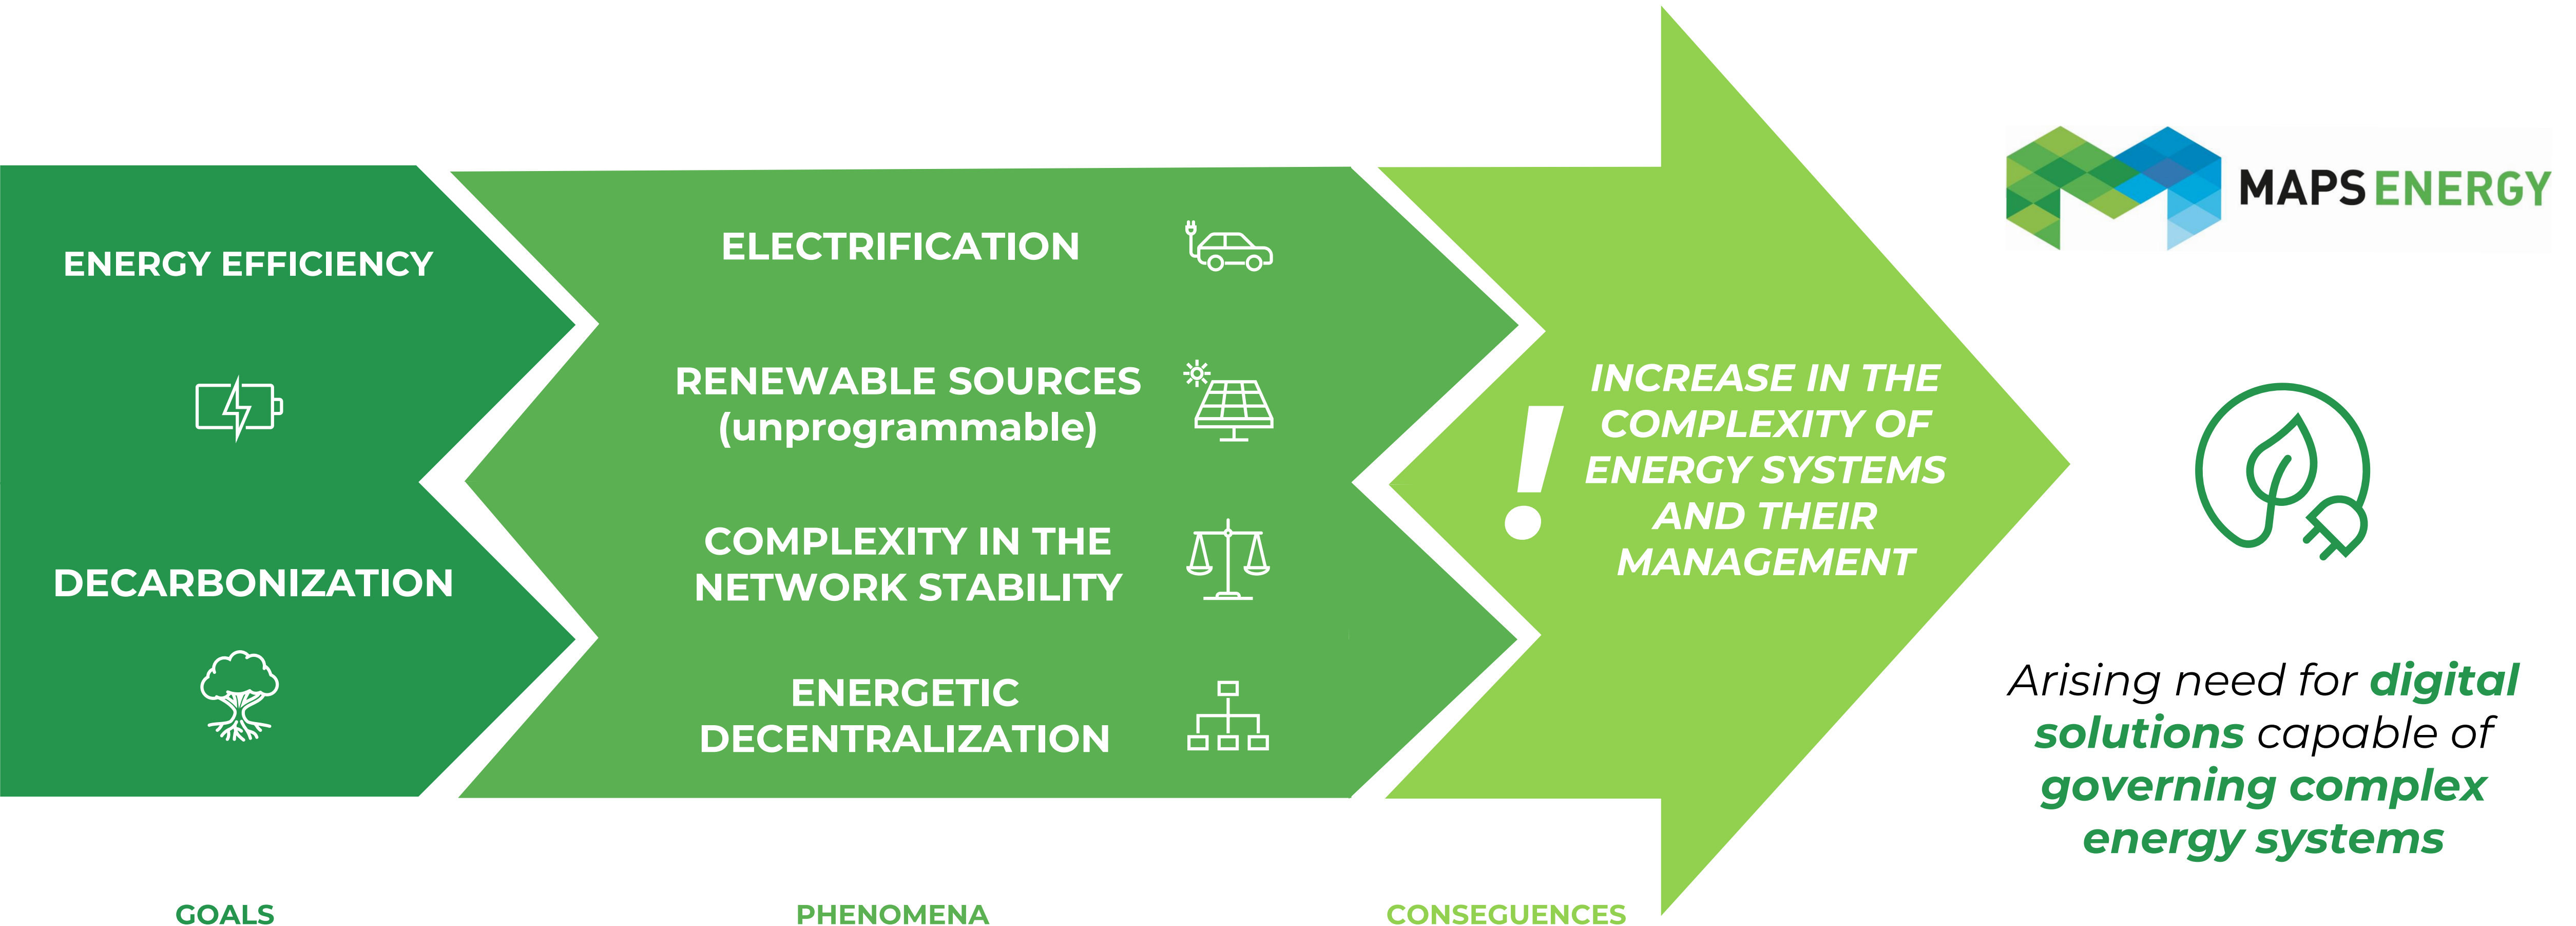 ENERGY EFFICIENCY
DECARBONIZATION
GOALS
ELECTRIFICATION
RENEWABLE SOURCES
(unprogrammable)
COMPLEXITY IN THE
NETWORK STABILITY
ENERGETIC
DECENTRALIZATION
PHENOMENA
!
INCREASE IN THE
COMPLEXITY OF
ENERGY SYSTEMS
AND THEIR
MANAGEMENT
CONSEGUENCES
MAPS ENERGY
Arising need for digital
solutions capable of
governing complex
energy systems